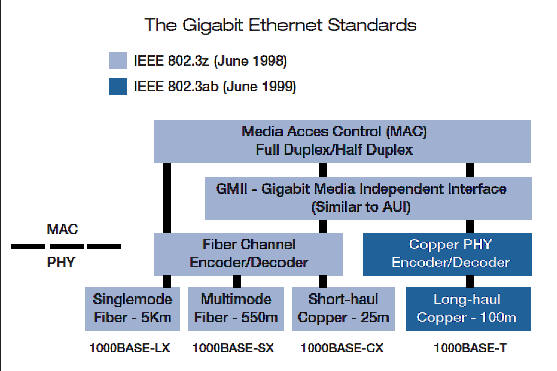 The Gigabit Ethernet Standards
IEEE 802.3z (June 1998)
IEEE 802.3ab (June 1999)
Media Acces Control (MAC)
Full Duplex/Half Duplex
GMII - Gigabit Media Independent Interface
(Similar to AUI)
MAC
PHY
Fiber Channel
Encoder/Decoder
Copper PHY
Encoder/Decoder
Singlemode
Fiber - 5Km
Multimode
Fiber - 550m
Short-haul
Copper - 25m
Long-haul
Copper - 100m
1000BASE-LX
1000BASE-SX
1000BASE-CX
1000BASE-T